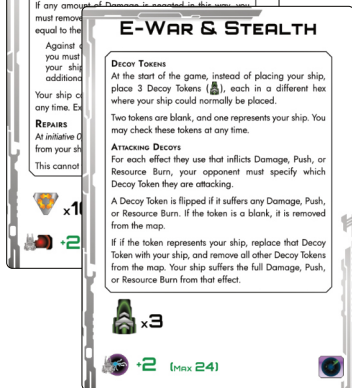 If any amount of Damage is negated in this way, you
must remove
equal to the
Against
you must
your ship
additiona
Your ship c
any time. Ex
REPAIRS
At initiative 0
from your sh
This cannot
x1
+2
E-WAR & STEALTH
DECOY TOKENS
At the start of the game, instead of placing your ship,
place 3 Decoy Tokens ( ), each in a different hex
where your ship could normally be placed.
Two tokens are blank, and one represents your ship. You
may check these tokens at any time.
ATTACKING DECOYS
For each effect they use that inflicts Damage, Push, or
Resource Burn, your opponent must specify which
Decoy Token they are attacking.
A Decoy Token is flipped if it suffers any Damage, Push,
or Resource Burn. If the token is a blank, it is removed
from the map.
If if the token represents your ship, replace that Decoy
Token with your ship, and remove all other Decoy Tokens
from the map. Your ship suffers the full Damage, Push,
or Resource Burn from that effect.
x3
+2 (MAX 24)